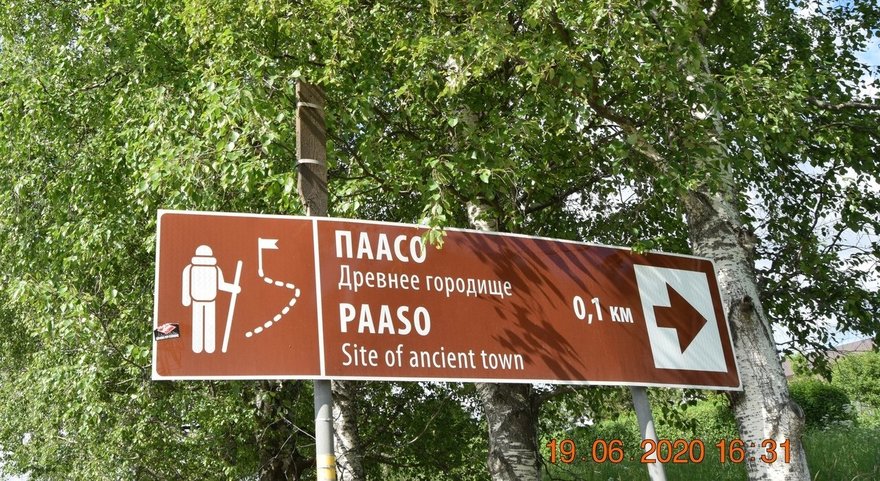 ПААСО
Древнее городище
PAASO
Site of ancient town
0,1 км
19 06 2020 16 31